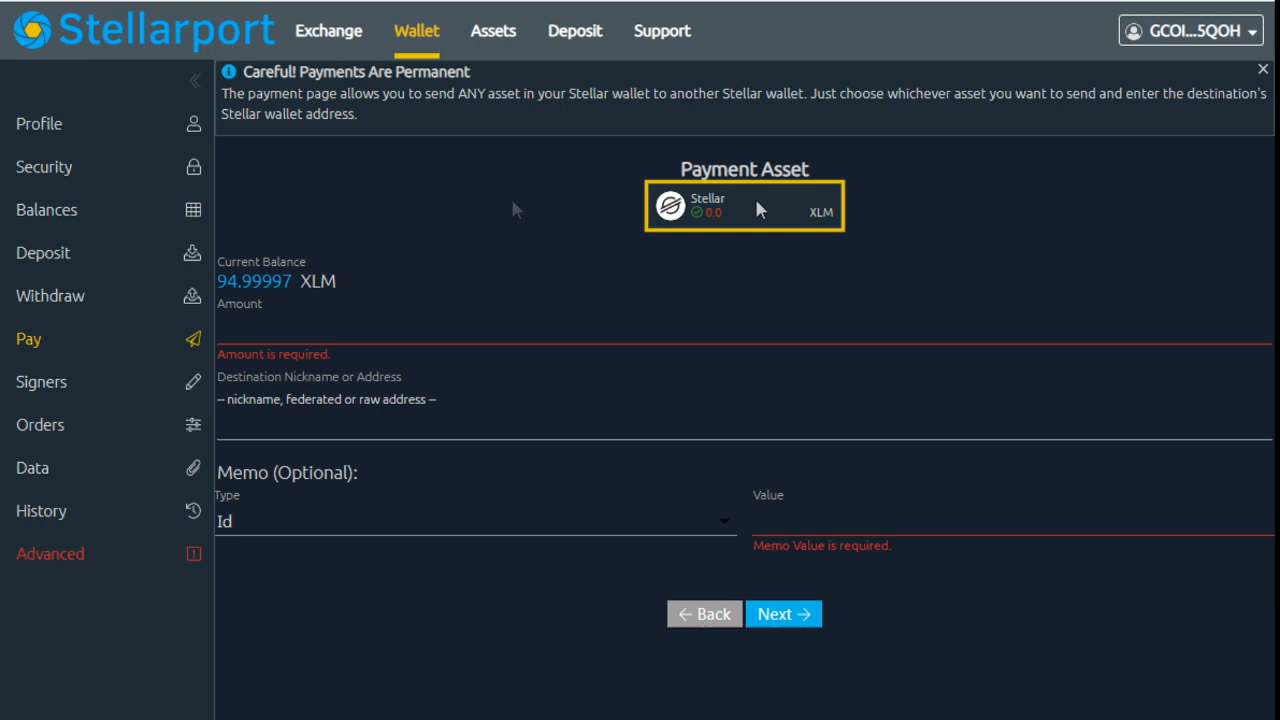 Stellarport Exchange Wallet Assets Deposit Support GCOI...5QOH
Careful! Payments Are Permanent
The payment page allows you to send ANY asset in your Stellar wallet to another Stellar wallet. Just choose whichever asset you want to send and enter the destination's
Stellar wallet address.
Profile
Security
Balances
Deposit
Withdraw
Pay
Signers
Orders
Data
History
Advanced
Payment Asset
Stellar
0.0 XLM
Current Balance
94.99997 XLM
Amount
Amount is required.
Destination Nickname or Address
-- nickname, federated or raw address --
Memo (Optional):
Type Value
Id
Memo Value is required.
← Back Next →